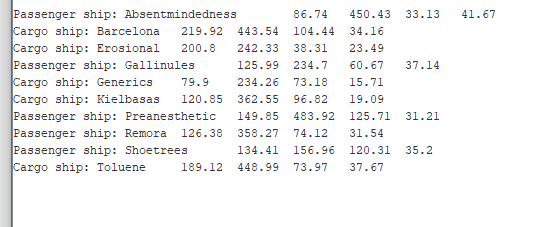 Passenger ship: Absentmindedness 86.74 450.43 33.13 41.67
Cargo ship: Barcelona 219.92 443.54 104.44 34.16
Cargo ship: Erosional 200.8 242.33 38.31 23.49
Passenger ship: Gallinules 125.99 234.7 60.67 37.14
Cargo ship: Generics 79.9 234.26 73.18 15.71
Cargo ship: Kielbasas 120.85 362.55 96.82 19.09
Passenger ship: Preanesthetic 149.85 483.92 125.71 31.21
Passenger ship: Remora 126.38 358.27 74.12 31.54
Passenger ship: Shoetrees 134.41 156.96 120.31 35.2
Cargo ship: Toluene 189.12 448.99 73.97 37.67